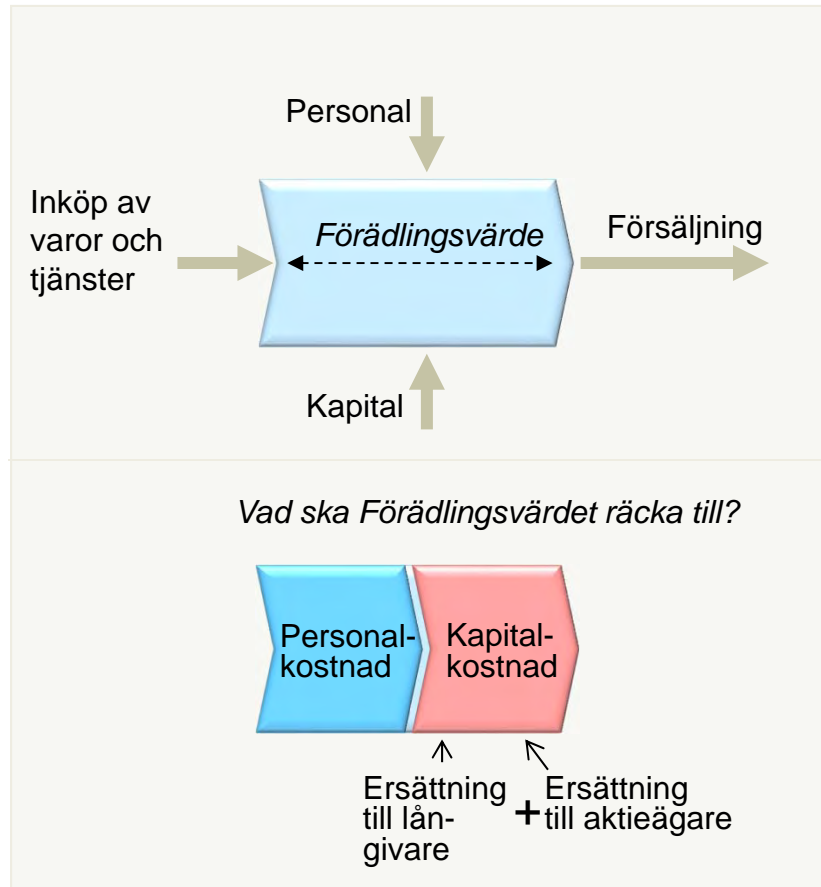 Personal
Inköp av
varor och
tjänster
Förädlingsvärde
Försäljning
Kapital
Vad ska Förädlingsvärdet räcka till?
Personal-
kostnad
Kapital-
kostnad
Ersättning
till lån-
givare
+
Ersättning
till aktieägare